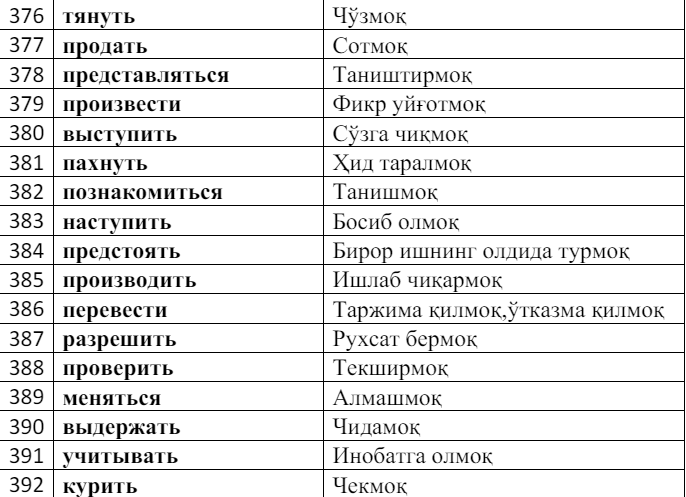 376 тянуть Чўзмоқ
377 продать Сотмоқ
378 представляться Таништирмоқ
379 произвести Фикр уйғотмоқ
380 выступить Сўзга чиқмоқ
381 пахнуть Ҳид таралмоқ
382 познакомиться Танишмоқ
383 наступить Босиб олмоқ
384 предстоять Бирор ишнинг олдида турмоқ
385 производить Ишлаб чиқармоқ
386 перевести Таржима қилмоқ,ўтказма қилмоқ
387 разрешить Рухсат бермоқ
388 проверить Текширмоқ
389 меняться Алмашмоқ
390 выдержать Чидамоқ
391 учитывать Инобатга олмоқ
392 курить Чекмоқ